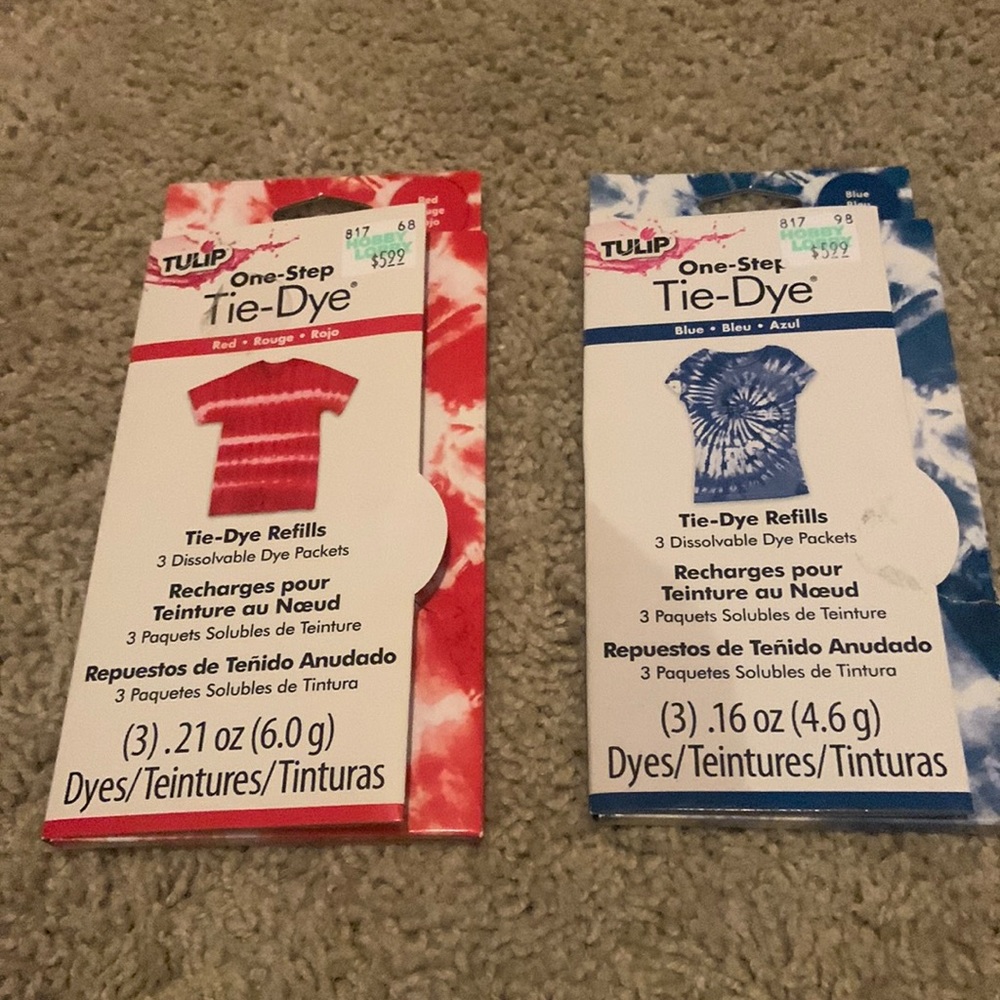 Red
817 68
HOBBY
LOBBY
$522
TULIP
One-Step
Tie-Dye®
Red • Rouge • Rojo
Tie-Dye Refills
3 Dissolvable Dye Packets
Recharges pour
Teinture au Nœud
3 Paquets Solubles de Teinture
Repuestos de Teñido Anudado
3 Paquetes Solubles de Tintura
(3) .21 oz (6.0 g)
Dyes/Teintures/Tinturas
Blue
817 98
HOBBY
$522
TULIP
One-Step
Tie-Dye®
Blue • Bleu • Azul
Tie-Dye Refills
3 Dissolvable Dye Packets
Recharges pour
Teinture au Nœud
3 Paquets Solubles de Teinture
Repuestos de Teñido Anudado
3 Paquetes Solubles de Tintura
(3) .16 oz (4.6 g)
Dyes/Teintures/Tinturas